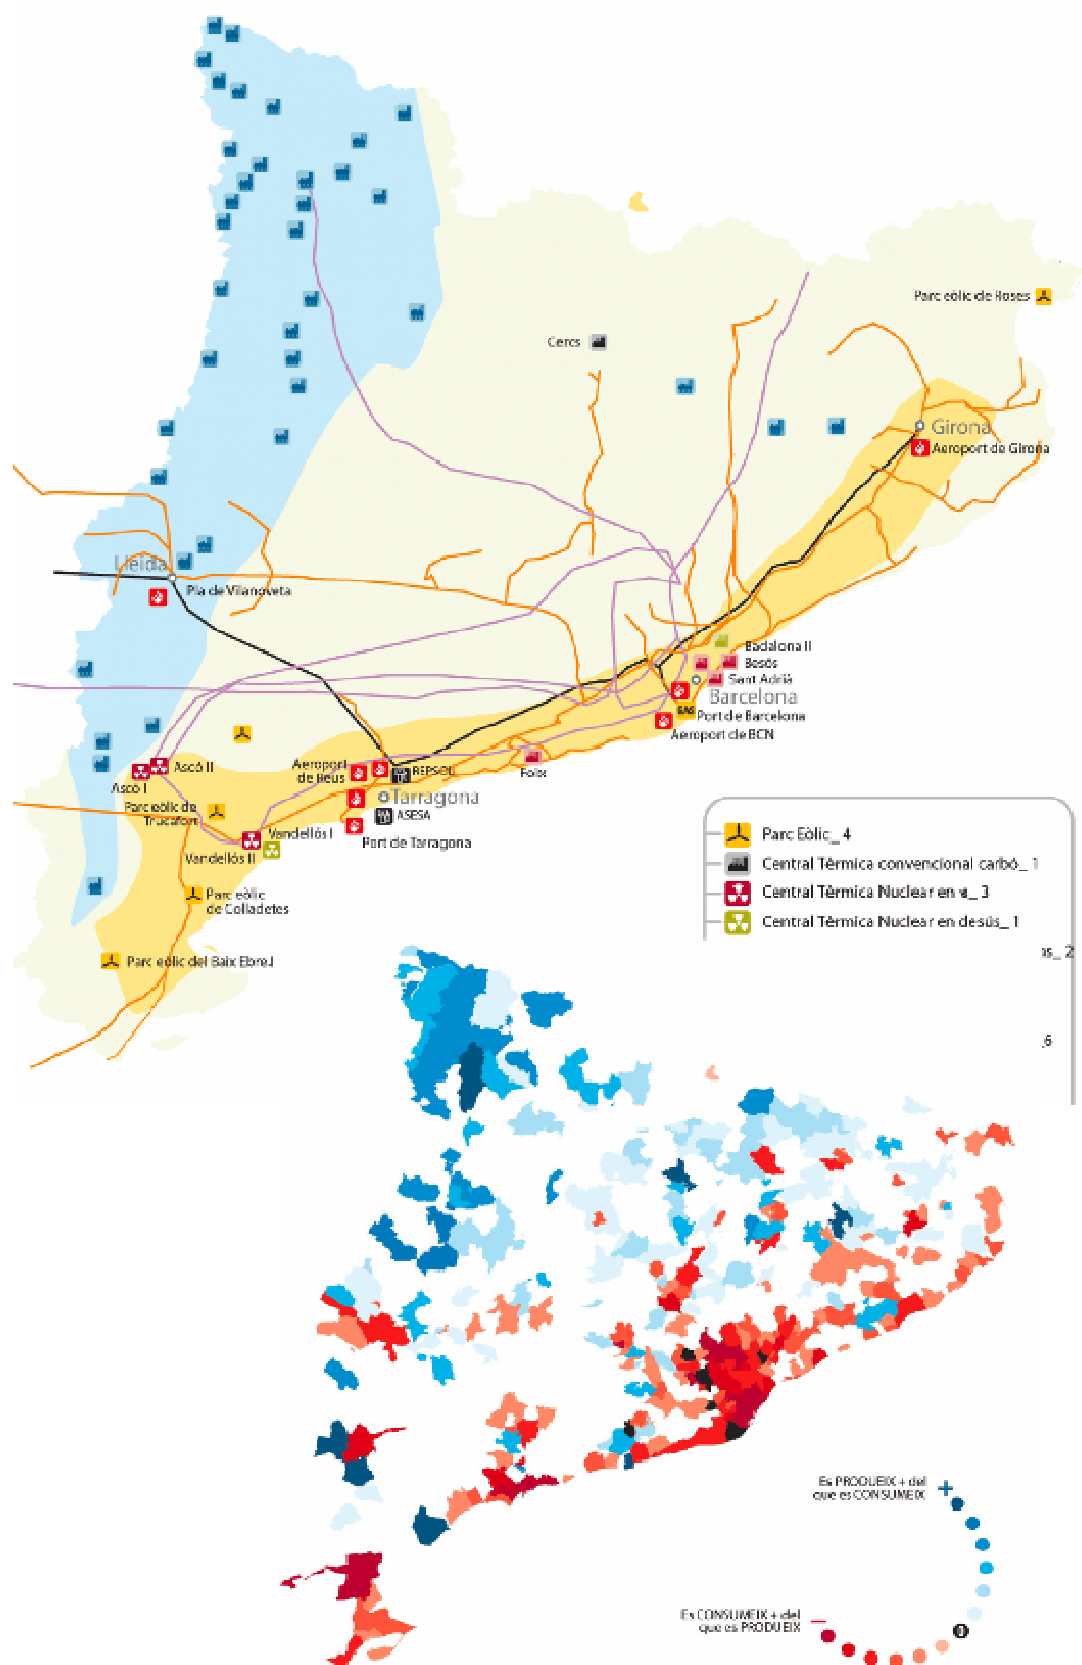 Parc eòlic de Roses
Cercs
Girona
Aeroport de Girona
Lleida
Pla de Vilanoveta
Badalona II
Besós
Sant Adrià
Barcelona
BAS
Port de Barcelona
Aeroport de BCN
Ascó II
Ascó I
Aeroport
de Reus
REPSOL
Foix
Tarragona
ASESA
Parc eòlic de
Trucafort
Vandellòs I
Port de Tarragona
Vandellòs II
Parc eòlic
de Colladetes
Parc eòlic del Baix Ebre
Parc Eòlic_ 4
Central Tèrmica convencional carbó_ 1
Central Tèrmica Nuclear en
3
Central Tèrmica Nuclear en desús_ 1
2
6
Es PRODUEIX + del
que es CONSUMEIX
+
Es CONSUMEIX + del
que es PRODUEIX
–
0